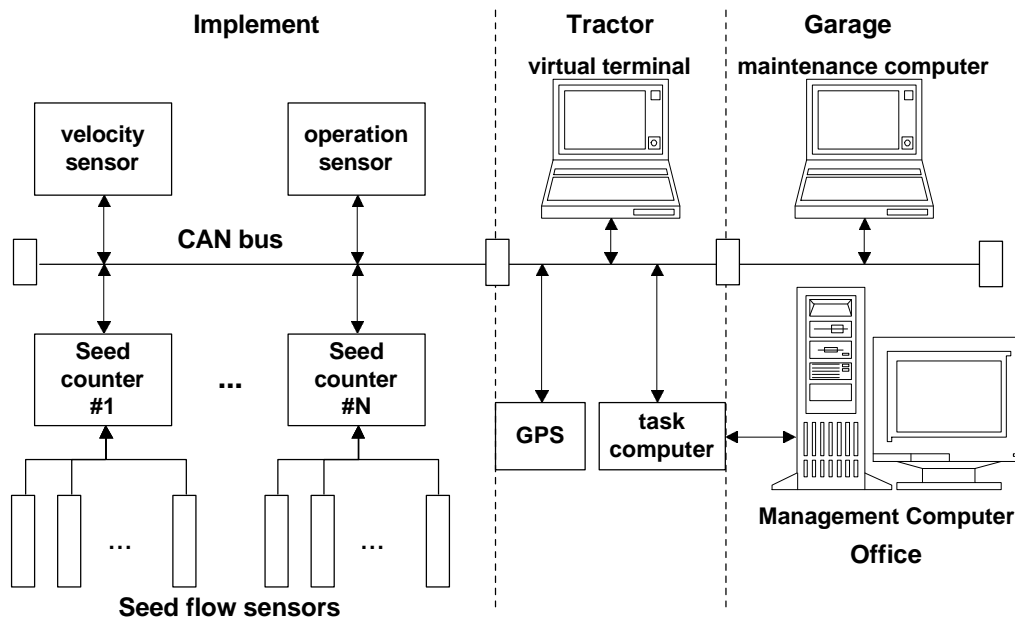 Implement
Tractor
Garage
virtual terminal
maintenance computer
velocity
sensor
operation
sensor
CAN bus
Seed
counter
#1
...
Seed
counter
#N
GPS
task
computer
...
...
Management Computer
Office
Seed flow sensors